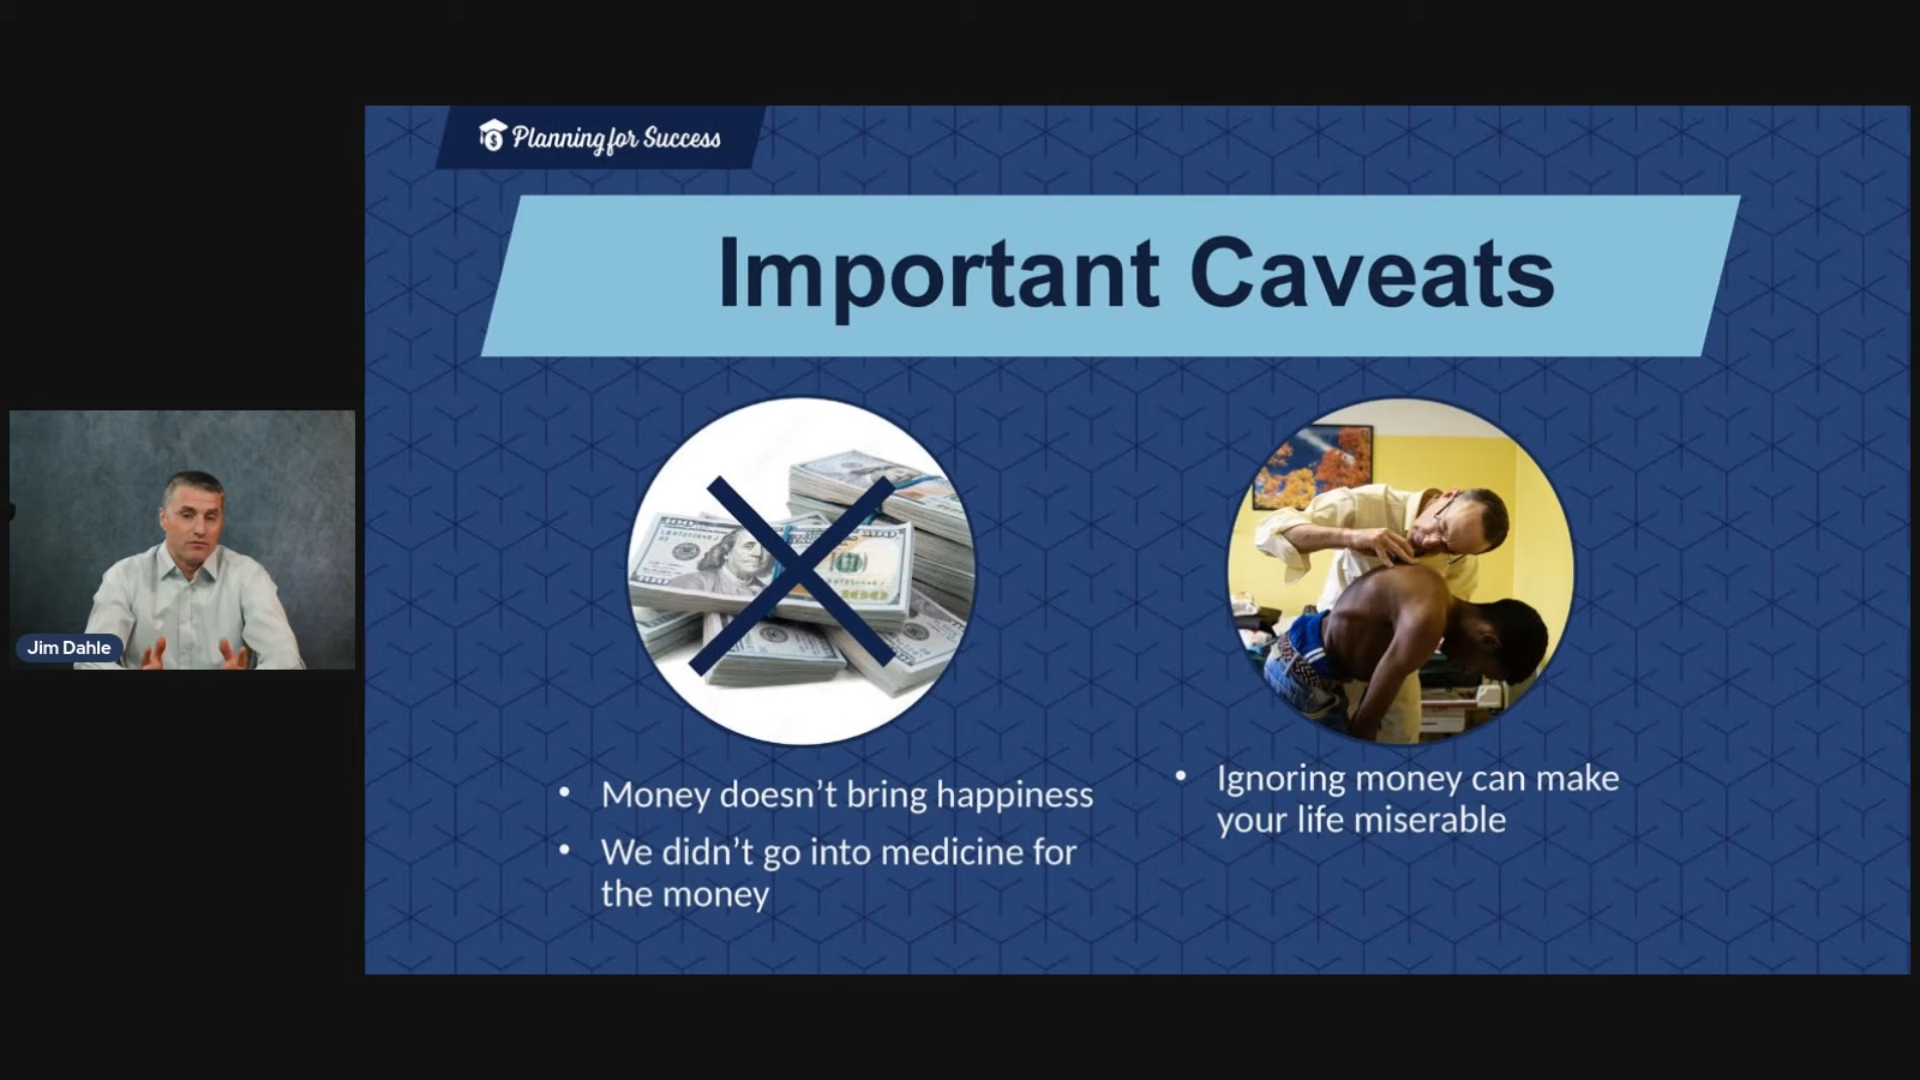 Planning for Success
Important Caveats
Jim Dahle
• Money doesn't bring happiness
• We didn't go into medicine for
the money
• Ignoring money can make
your life miserable